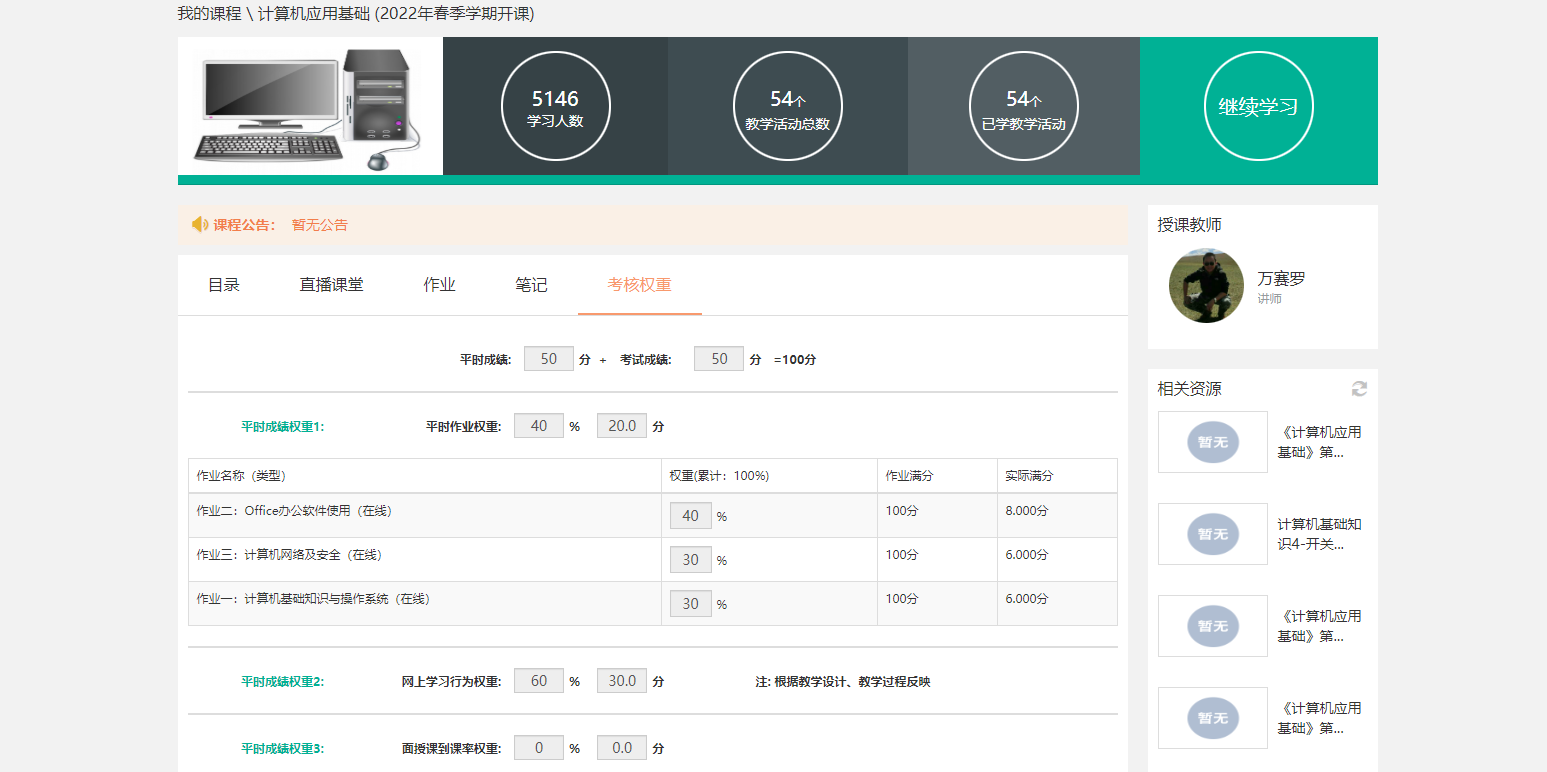 我的课程 \ 计算机应用基础 (2022年春季学期开课)
5146
学习人数
54个
教学活动总数
54个
已学教学活动
继续学习
课程公告： 暂无公告
目录 直播课堂 作业 笔记 考核权重
平时成绩: 50 分 + 考试成绩: 50 分 =100分
平时成绩权重1: 平时作业权重: 40 % 20.0 分
作业名称（类型） 权重(累计：100%) 作业满分 实际满分
作业二：Office办公软件使用（在线） 40 % 100分 8.000分
作业三：计算机网络及安全（在线） 30 % 100分 6.000分
作业一：计算机基础知识与操作系统（在线） 30 % 100分 6.000分
平时成绩权重2: 网上学习行为权重: 60 % 30.0 分 注: 根据教学设计、教学过程反映
平时成绩权重3: 面授课到课率权重: 0 % 0.0 分
授课教师
万赛罗
讲师
相关资源
暂无
《计算机应用
基础》第...
暂无
计算机基础知
识4-开关...
暂无
《计算机应用
基础》第...
暂无
《计算机应用
基础》第...